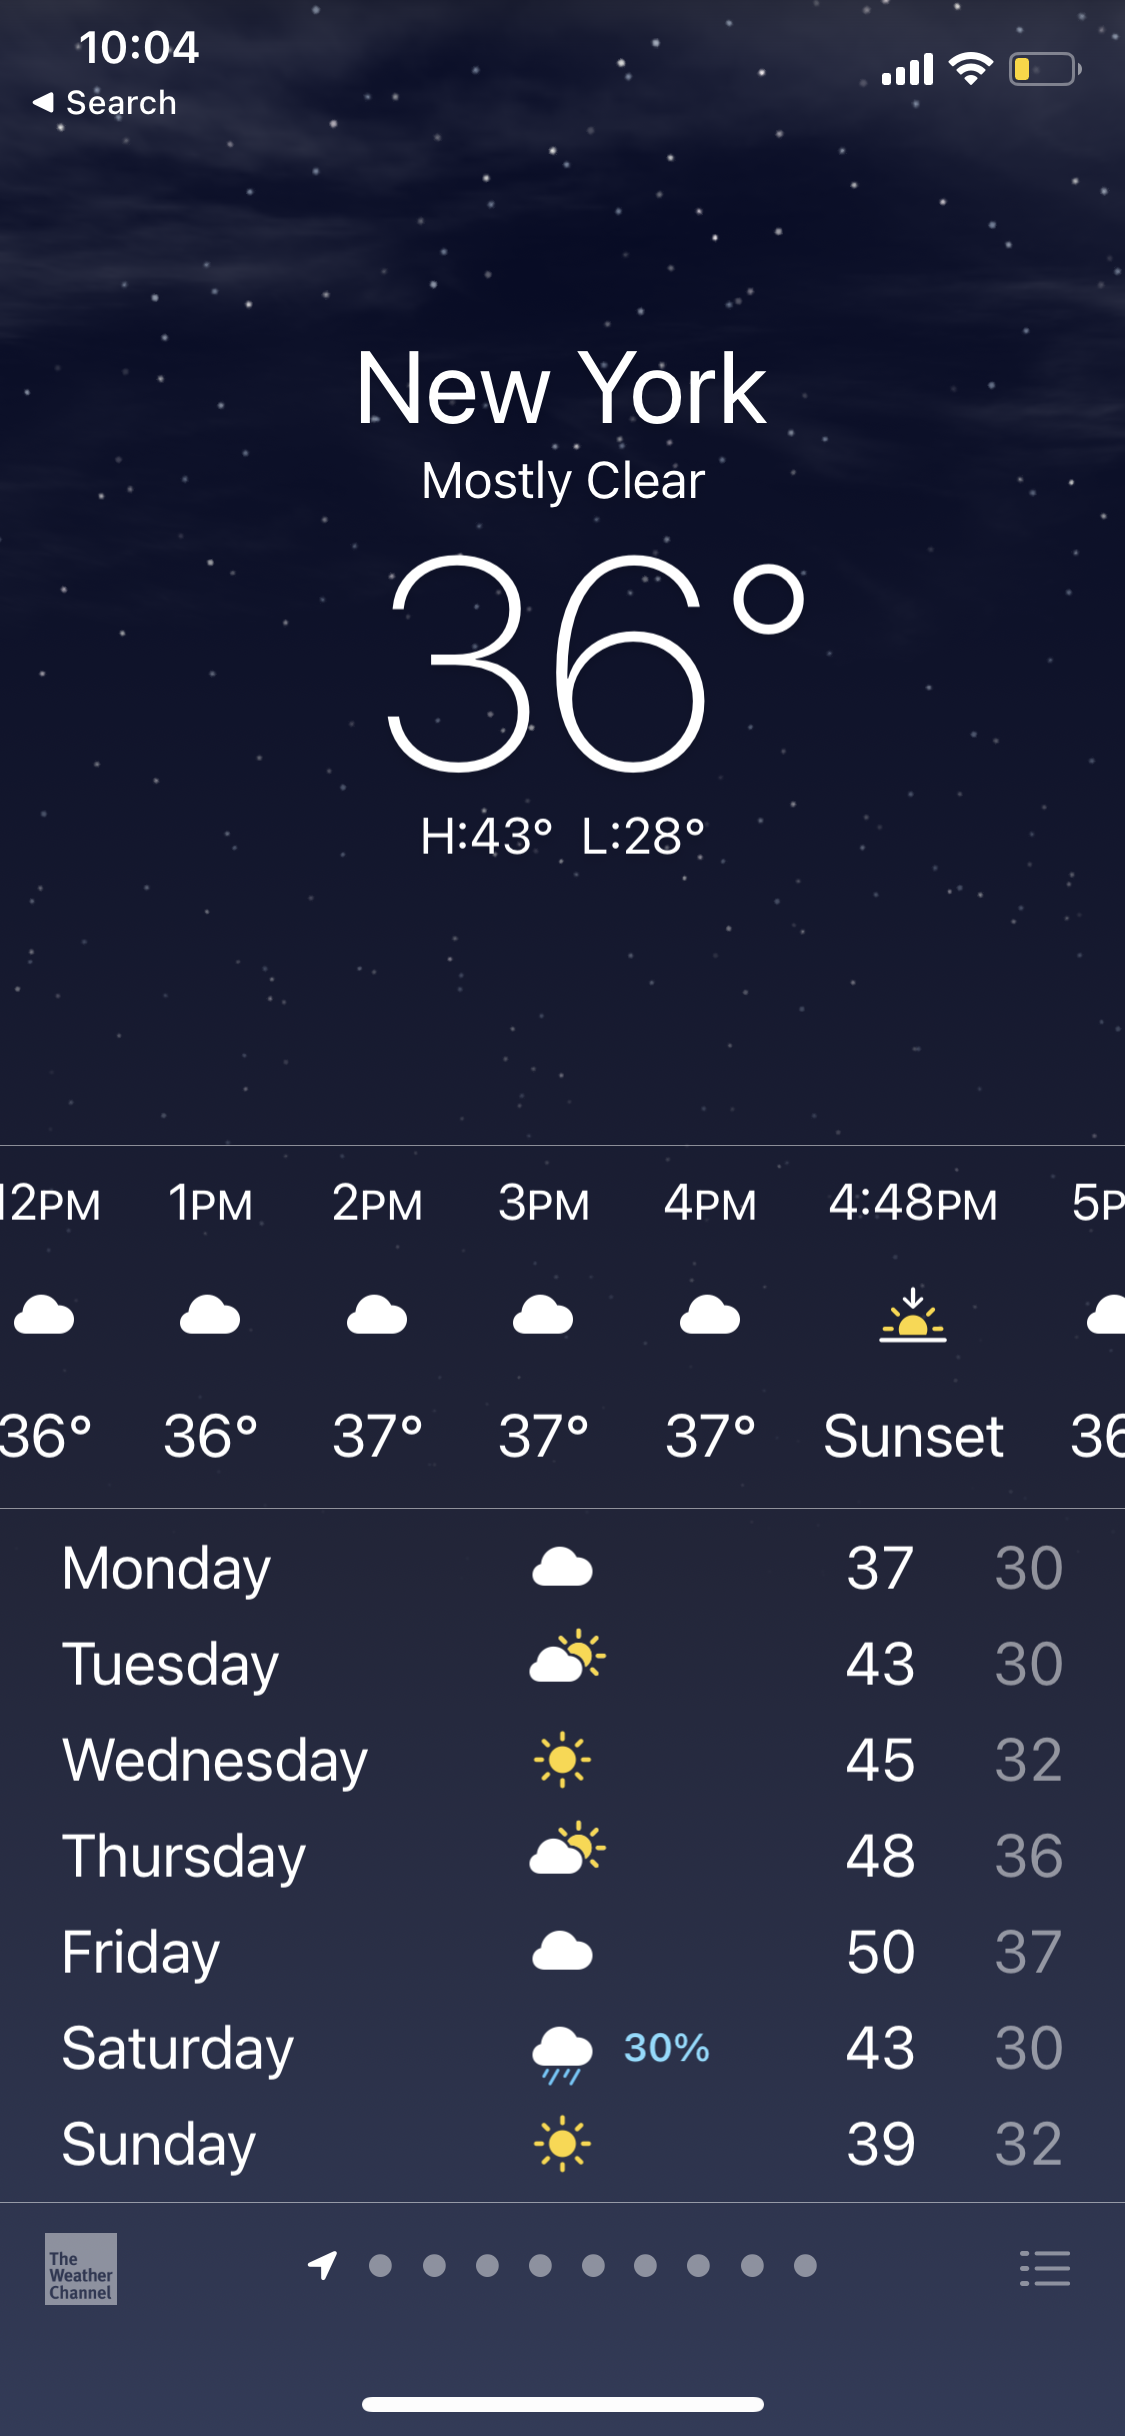 10:04
Search
New York
Mostly Clear
36°
H:43° L:28°
12PM 1PM 2PM 3PM 4PM 4:48PM 5P
36° 36° 37° 37° 37° Sunset 36
Monday 37 30
Tuesday 43 30
Wednesday 45 32
Thursday 48 36
Friday 50 37
Saturday 30% 43 30
Sunday 39 32
The
Weather
Channel